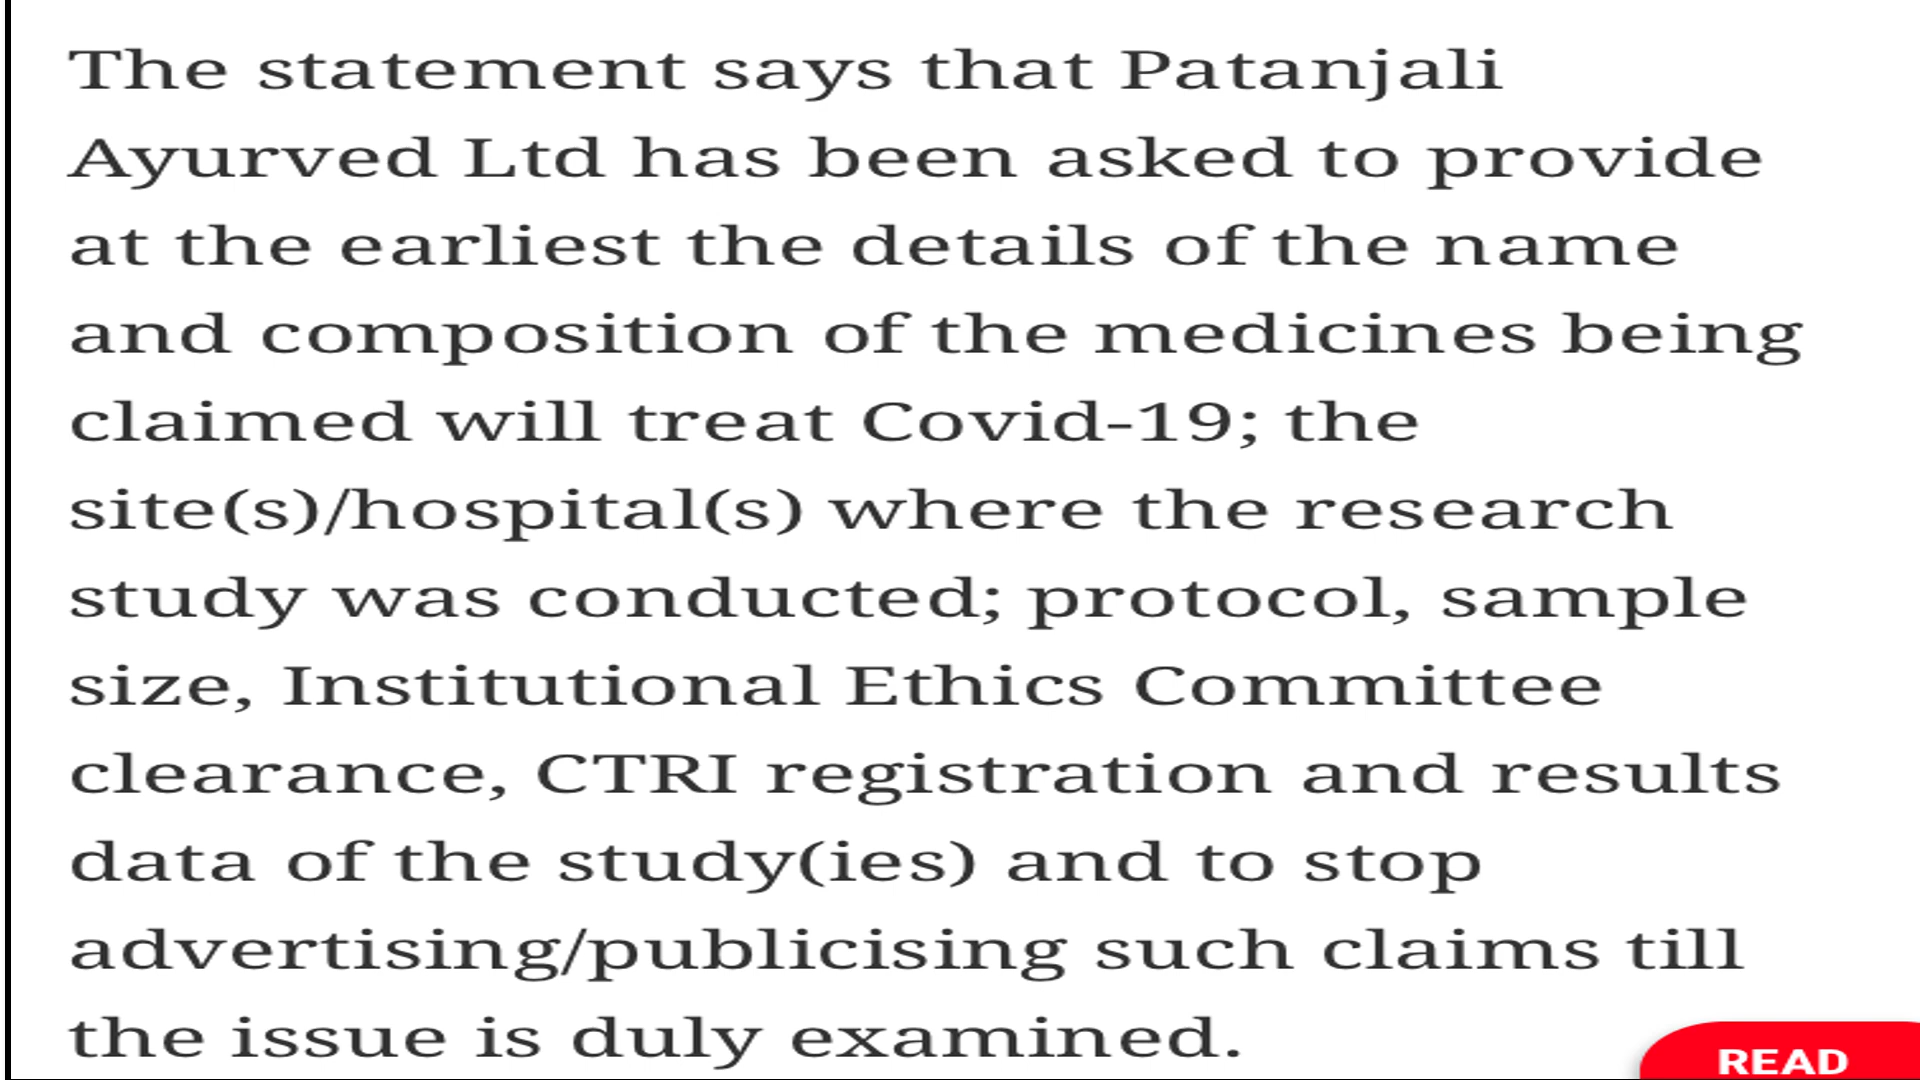 The statement says that Patanjali
Ayurved Ltd has been asked to provide
at the earliest the details of the name
and composition of the medicines being
claimed will treat Covid-19; the
site(s)/hospital(s) where the research
study was conducted; protocol, sample
size, Institutional Ethics Committee
clearance, CTRI registration and results
data of the study(ies) and to stop
advertising/publicising such claims till
the issue is duly examined.
READ